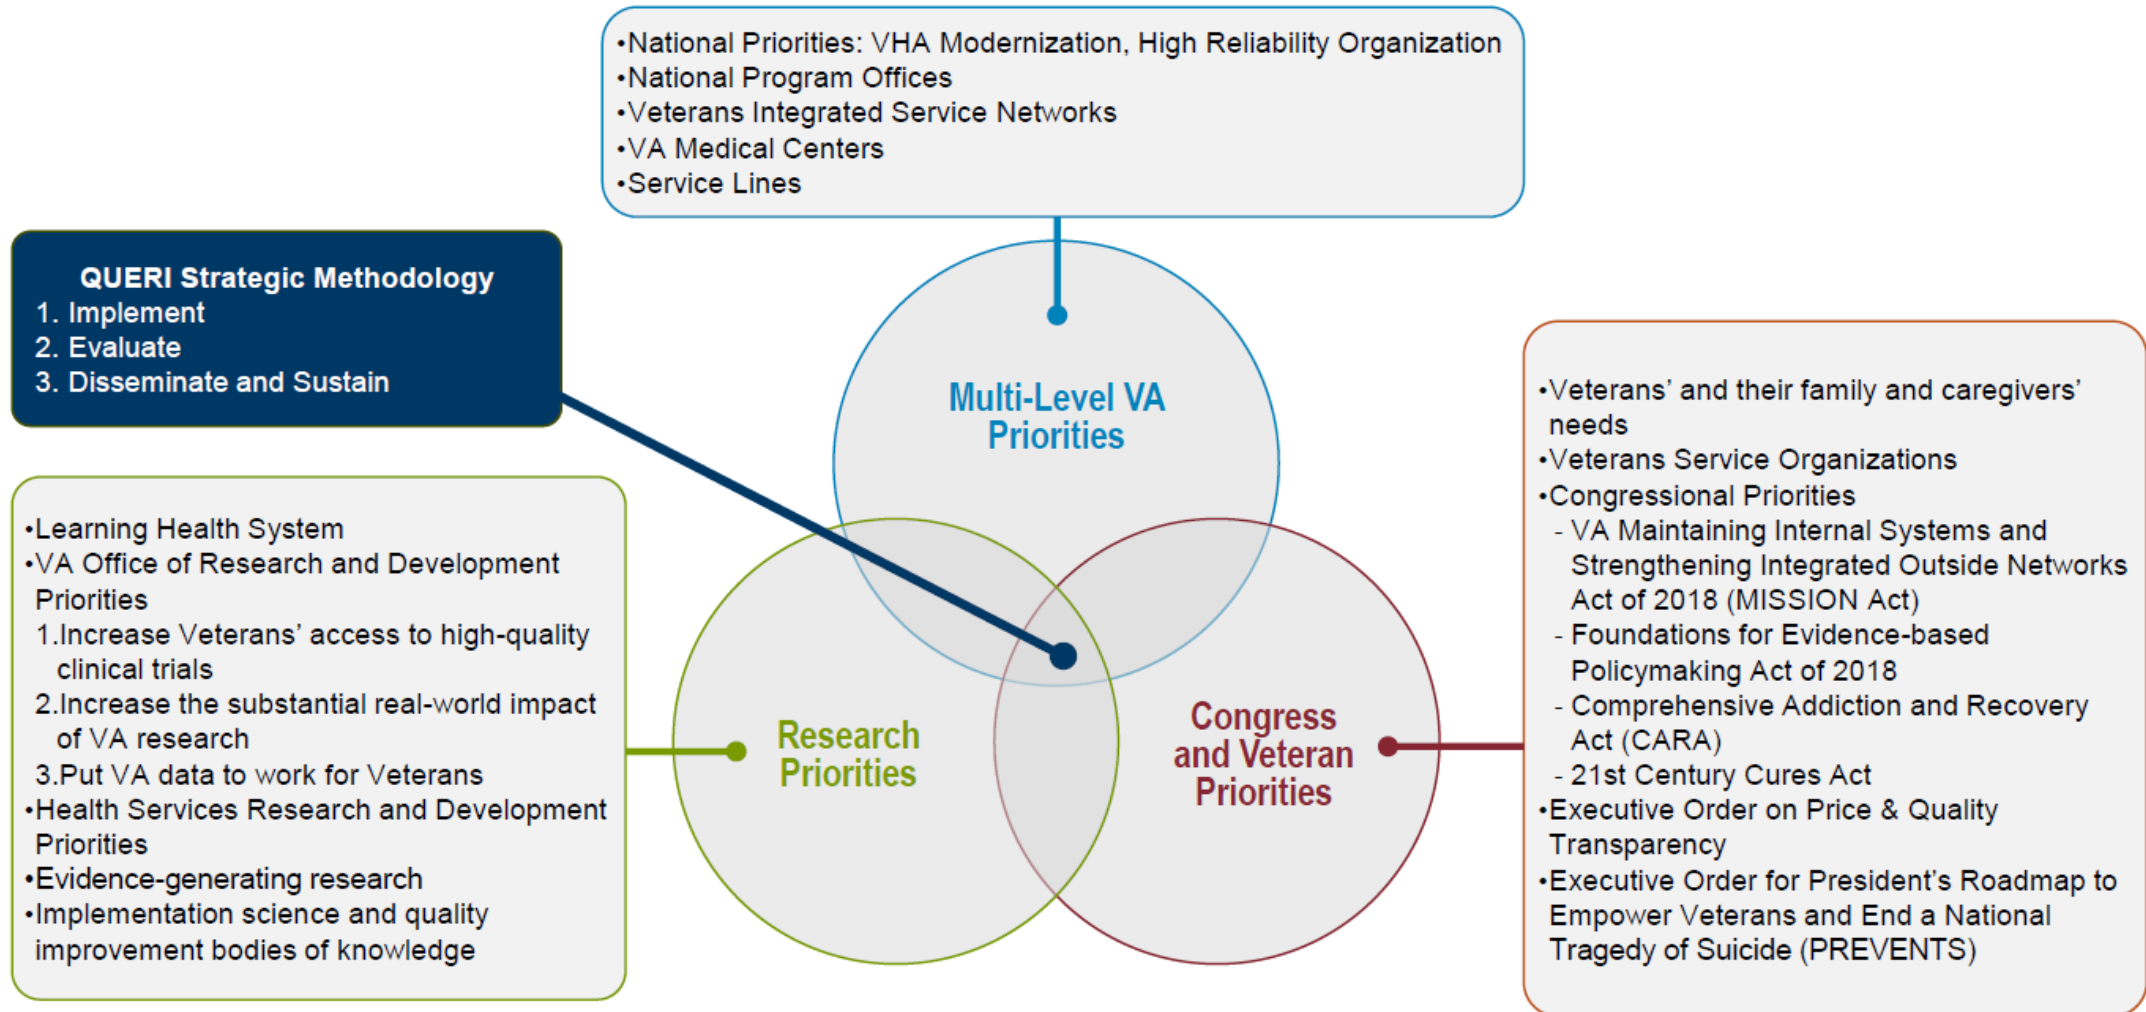 •National Priorities: VHA Modernization, High Reliability Organization
•National Program Offices
•Veterans Integrated Service Networks
•VA Medical Centers
•Service Lines
QUERI Strategic Methodology
1. Implement
2. Evaluate
3. Disseminate and Sustain
Multi-Level VA
Priorities
•Learning Health System
•VA Office of Research and Development
Priorities
1.Increase Veterans’ access to high-quality
clinical trials
2.Increase the substantial real-world impact
of VA research
3.Put VA data to work for Veterans
•Health Services Research and Development
Priorities
•Evidence-generating research
•Implementation science and quality
improvement bodies of knowledge
Research
Priorities
Congress
and Veteran
Priorities
•Veterans’ and their family and caregivers’
needs
•Veterans Service Organizations
•Congressional Priorities
- VA Maintaining Internal Systems and
Strengthening Integrated Outside Networks
Act of 2018 (MISSION Act)
- Foundations for Evidence-based
Policymaking Act of 2018
- Comprehensive Addiction and Recovery
Act (CARA)
- 21st Century Cures Act
•Executive Order on Price & Quality
Transparency
•Executive Order for President’s Roadmap to
Empower Veterans and End a National
Tragedy of Suicide (PREVENTS)